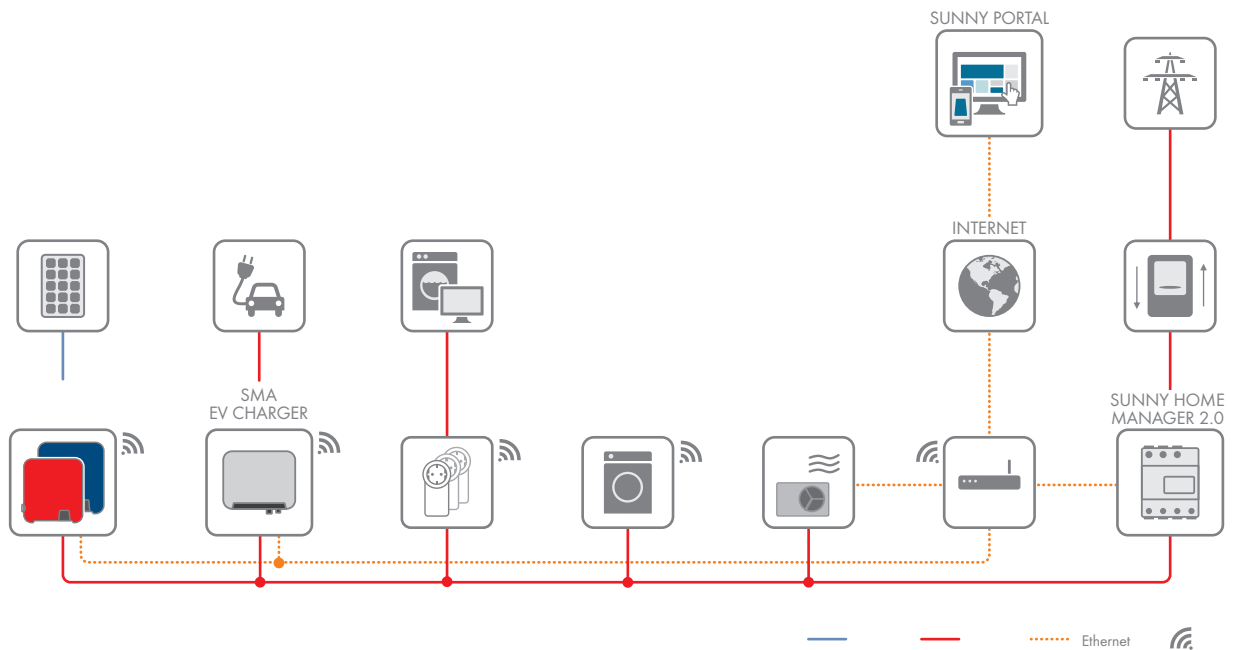 SUNNY PORTAL
INTERNET
SMA
EV CHARGER
SUNNY HOME
MANAGER 2.0
Ethernet